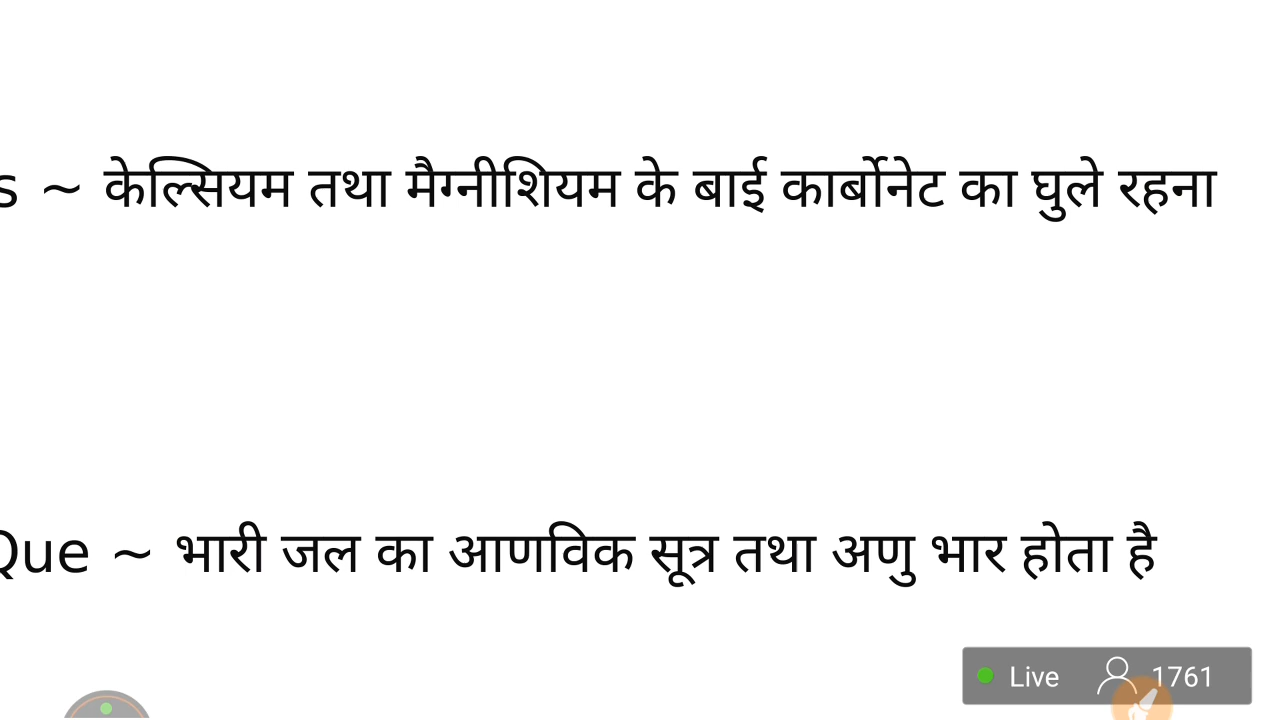 s ~ केल्सियम तथा मैग्नीशियम के बाई कार्बोनेट का घुले रहना
Que ~ भारी जल का आणविक सूत्र तथा अणु भार होता है
Live 1761